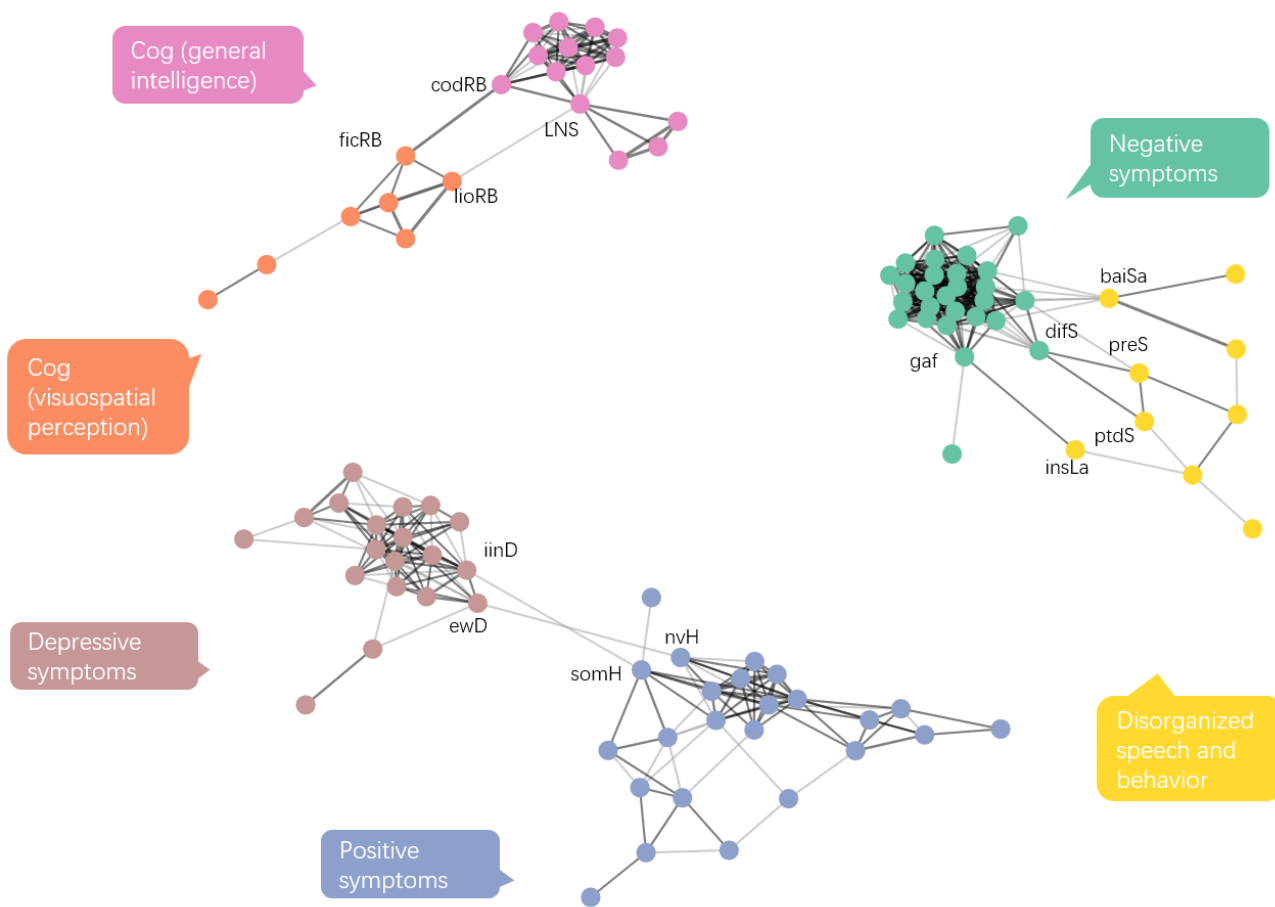 Cog (general
intelligence)
codRB
LNS
ficRB
lioRB
Negative
symptoms
baiSa
difS
preS
gaf
ptdS
insLa
Cog
(visuospatial
perception)
iinD
ewD
Depressive
symptoms
nvH
somH
Disorganized
speech and
behavior
Positive
symptoms